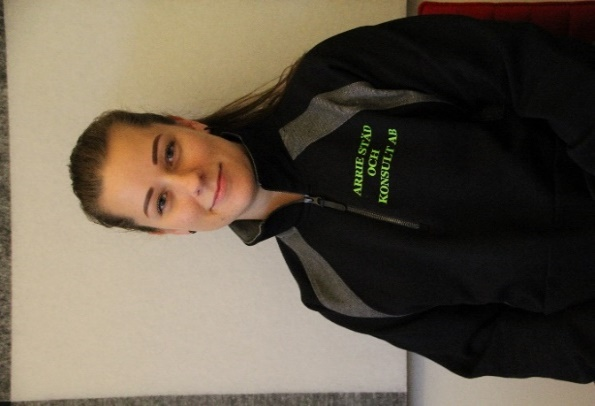 ARRIE STÄD
OCH
KONSULT AB